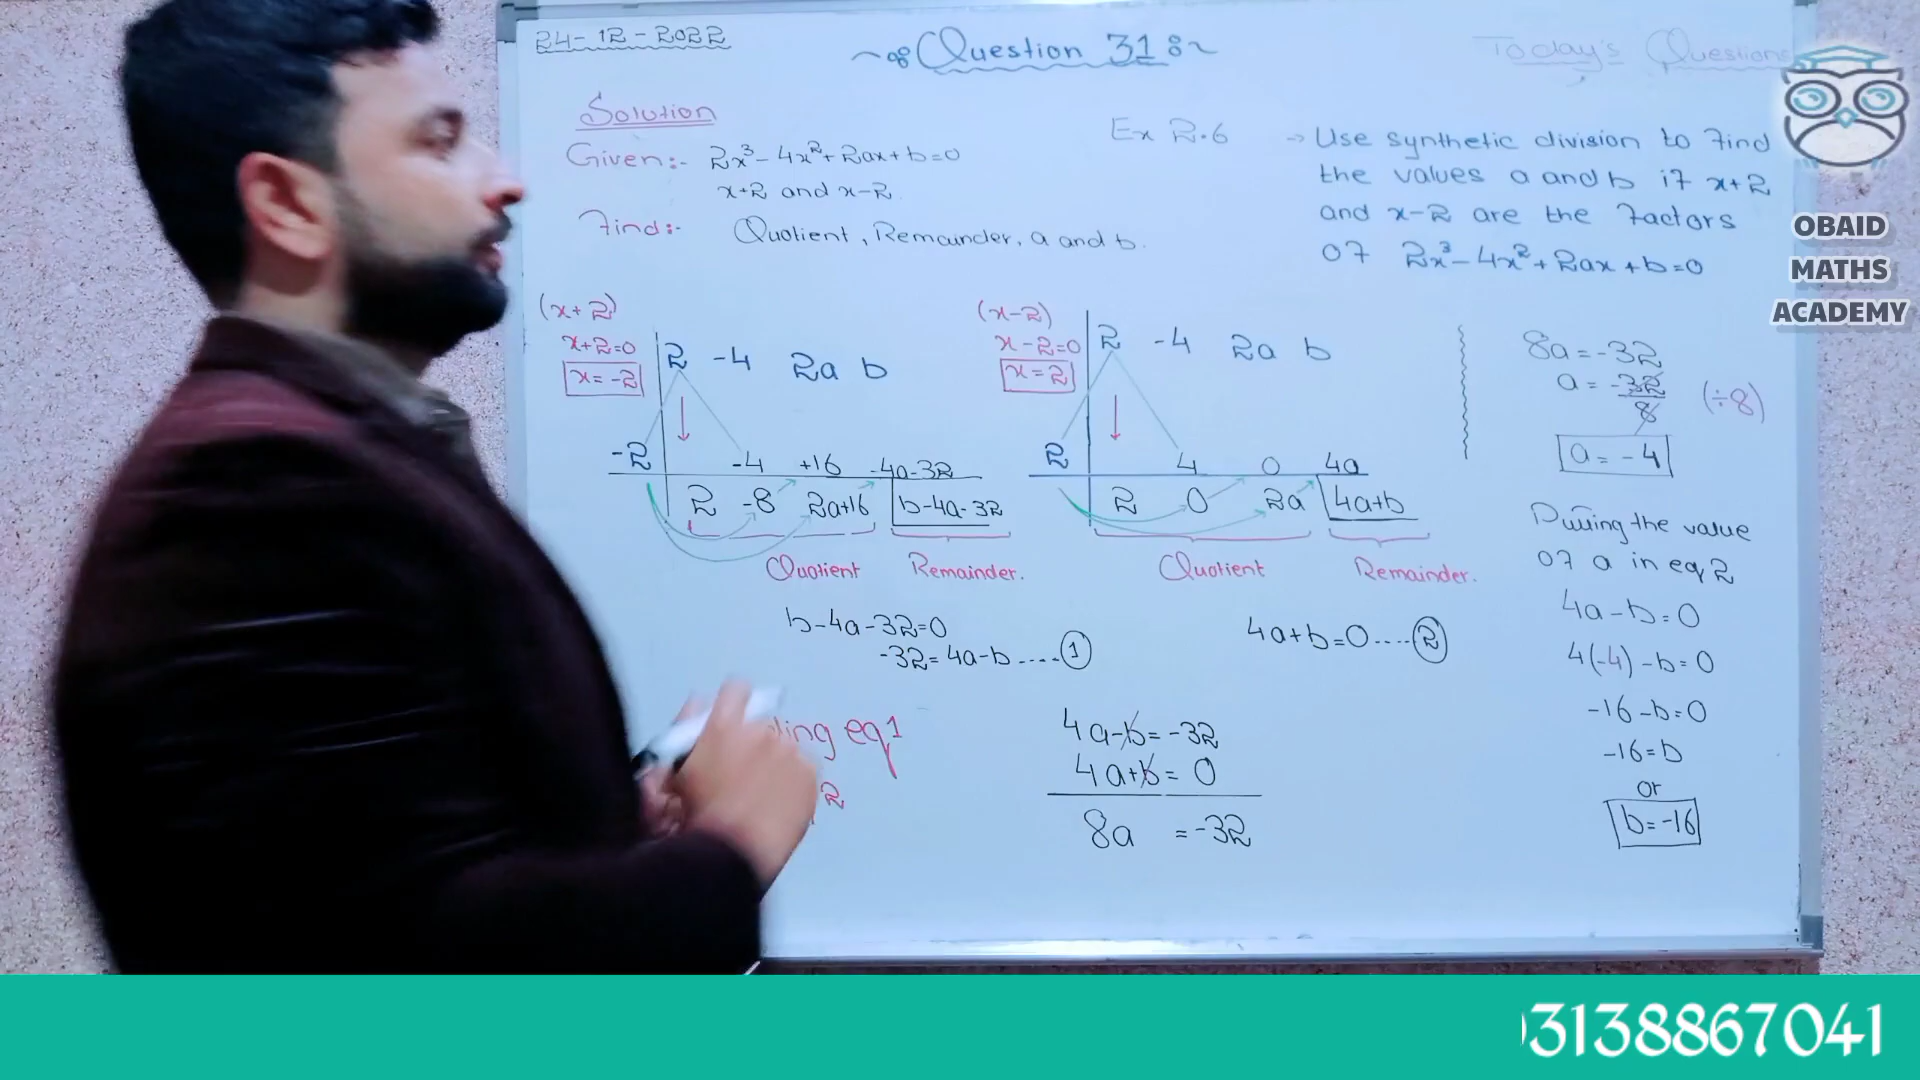 24-12-2022
Question 31
Today's Questions
Solution
Given:- 2x³-4x²+2ax+b=0
x+2 and x-2
Find:- Quotient, Remainder, a and b.
Ex 2.6
→ Use synthetic division to find
the values a and b if x+2
and x-2 are the factors
of 2x³-4x²+2ax+b=0
OBAID
MATHS
ACADEMY
(x+2)
x+2=0
x=-2
2 -4 2a b
-2 -4 +16 -4a-32
2 -8 2a+16 b-4a-32
Quotient Remainder.
b-4a-32=0
-32=4a-b ....①
(x-2)
x-2=0
x=2
2 -4 2a b
2 4 0 4a
2 0 2a 4a+b
Quotient Remainder.
4a+b=0....②
ding eq1
2
4a-b=-32
4a+b=0
8a =-32
8a=-32
a=-32/8 (÷8)
a=-4
Putting the value
of a in eq 2
4a-b=0
4(-4)-b=0
-16-b=0
-16=b
or
b=-16
03138867041